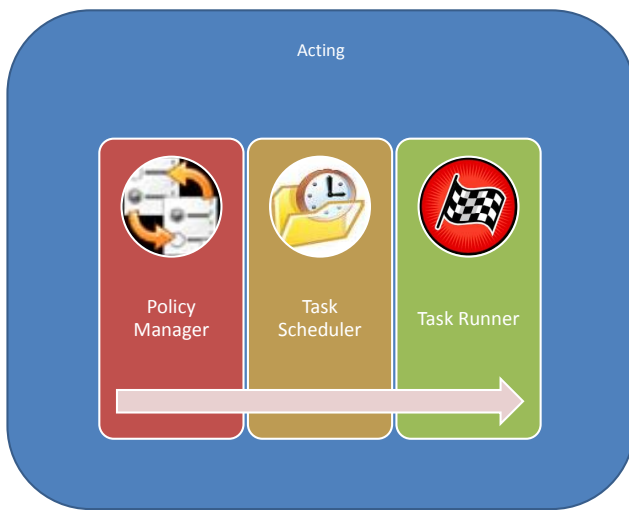 Acting
Policy
Manager
Task
Scheduler
Task Runner